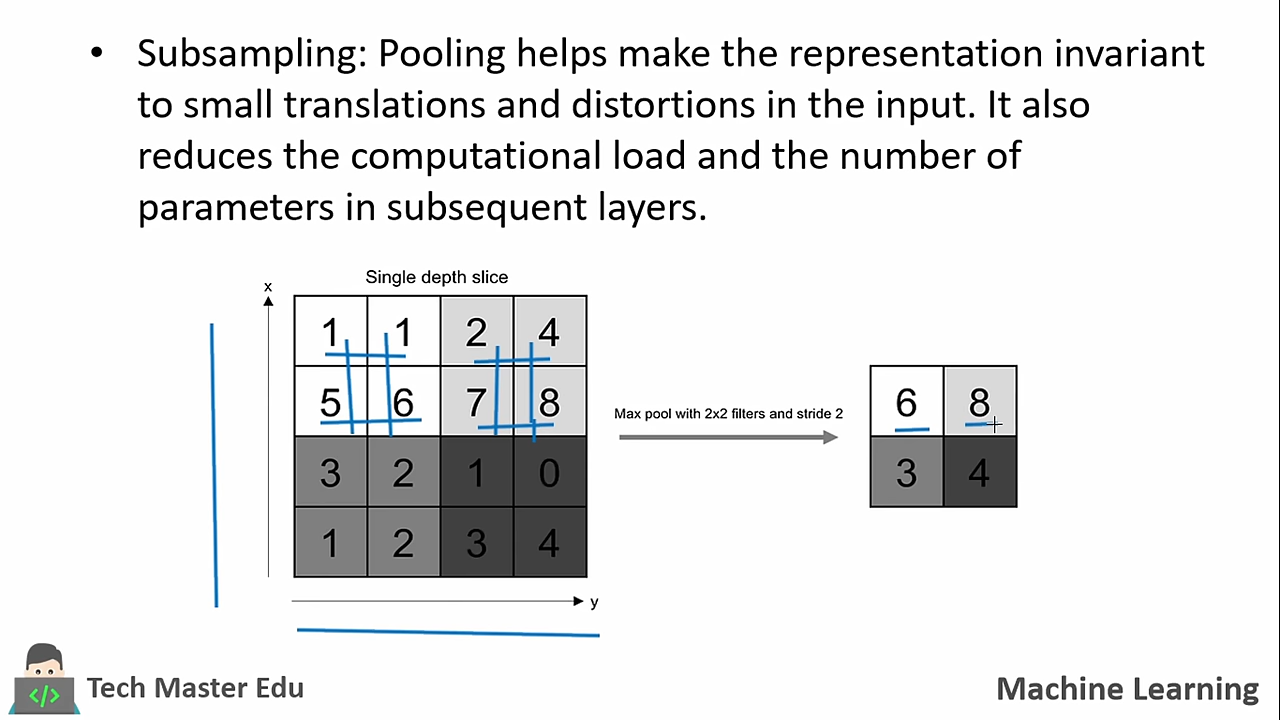 • Subsampling: Pooling helps make the representation invariant
to small translations and distortions in the input. It also
reduces the computational load and the number of
parameters in subsequent layers.
Single depth slice
x
1 1 2 4
5 6 7 8
3 2 1 0
1 2 3 4
y
Max pool with 2x2 filters and stride 2
6 8
3 4
</> Tech Master Edu
Machine Learning